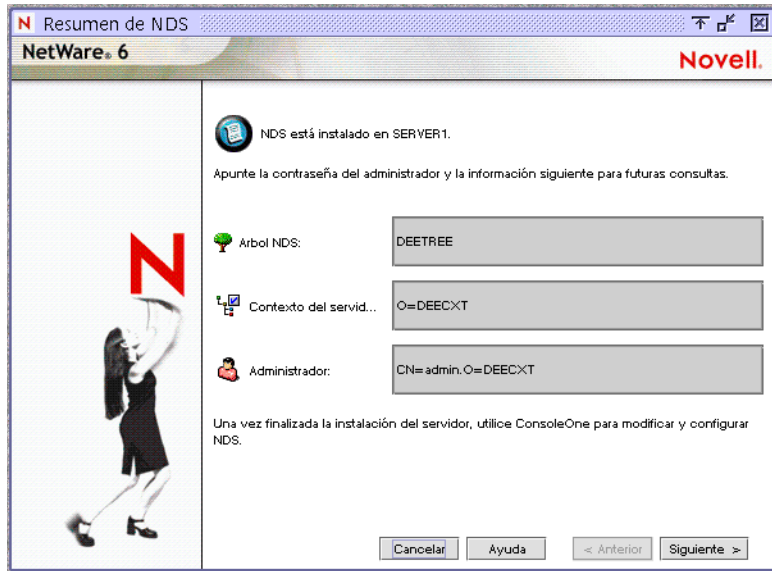 N Resumen de NDS
NetWare® 6
Novell.
NDS está instalado en SERVER1.
Apunte la contraseña del administrador y la información siguiente para futuras consultas.
Arbol NDS:
DEETREE
Contexto del servid...
O=DEECXT
Administrador:
CN=admin.O=DEECXT
Una vez finalizada la instalación del servidor, utilice ConsoleOne para modificar y configurar
NDS.
N
Cancelar
Ayuda
< Anterior
Siguiente >